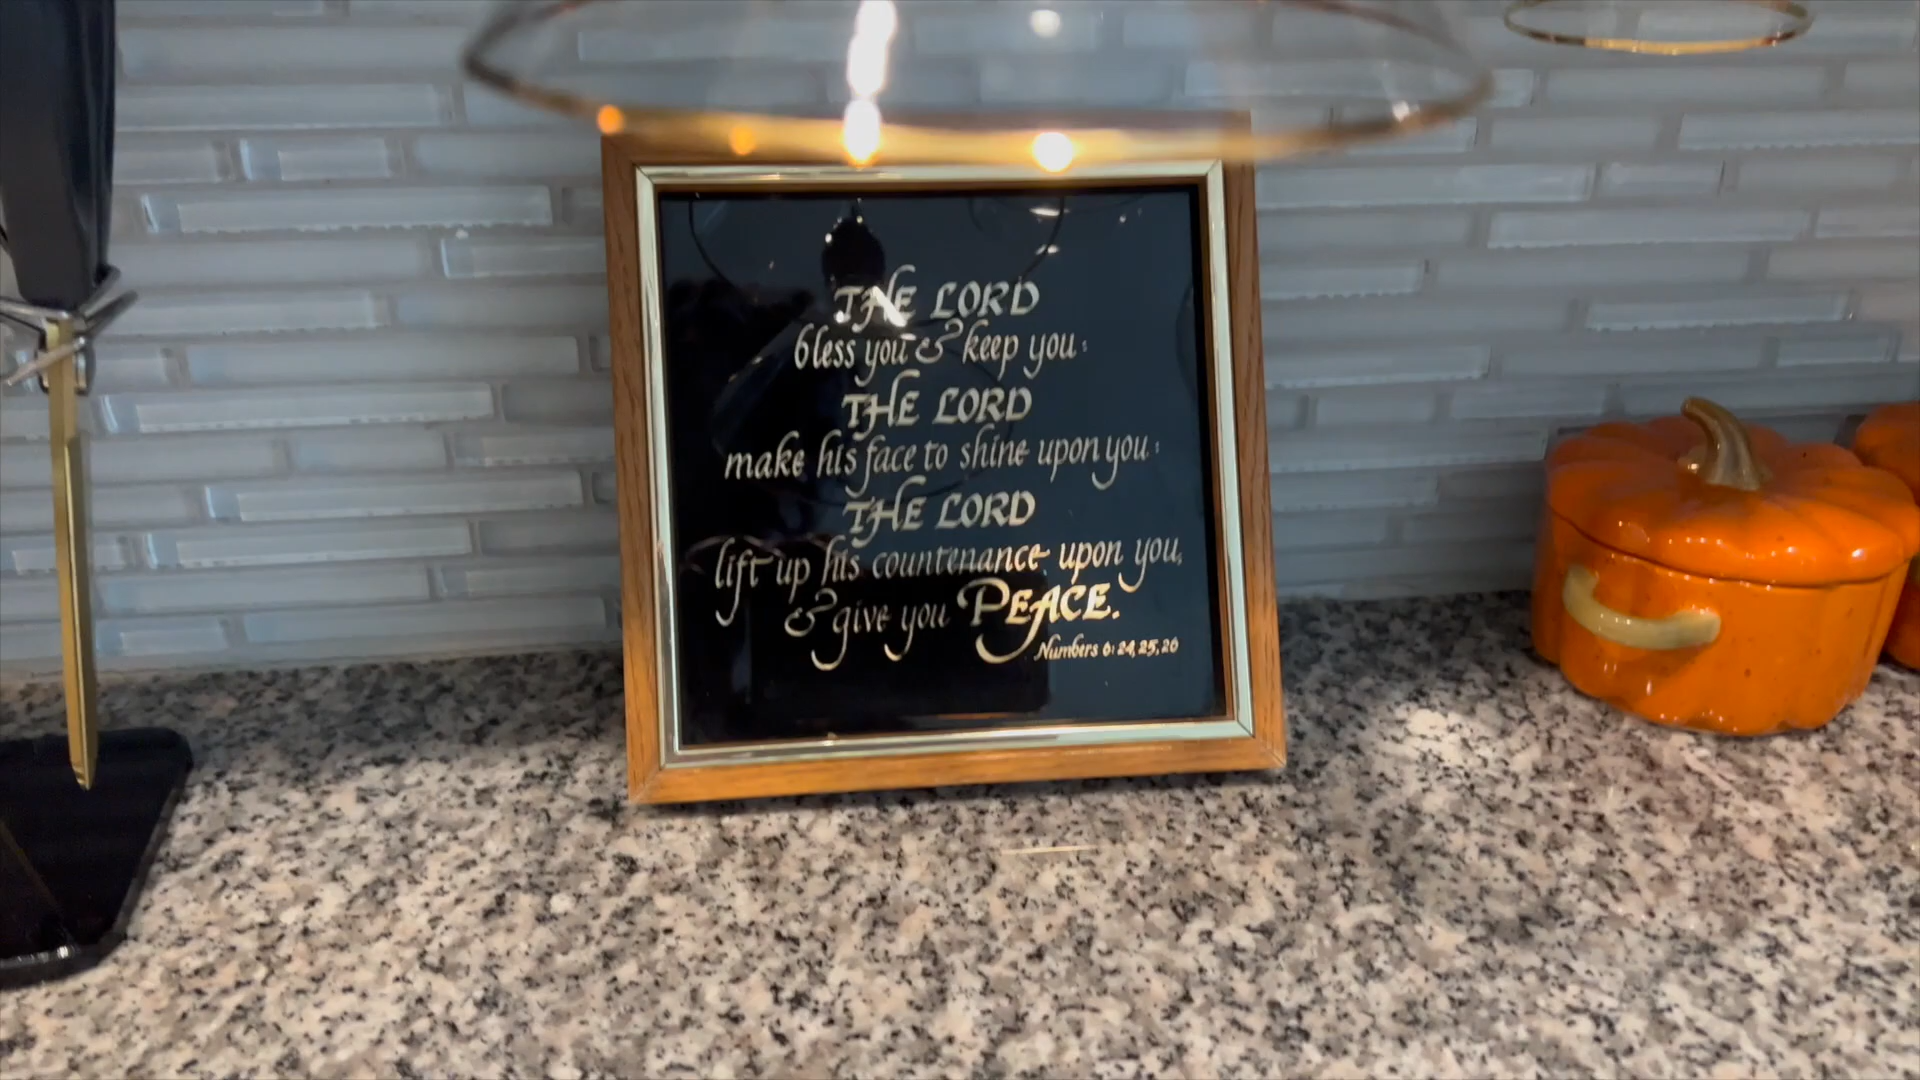 THE LORD
bless you & keep you:
THE LORD
make his face to shine upon you:
THE LORD
lift up his countenance upon you,
& give you PEACE.
Numbers 6:24,25,26